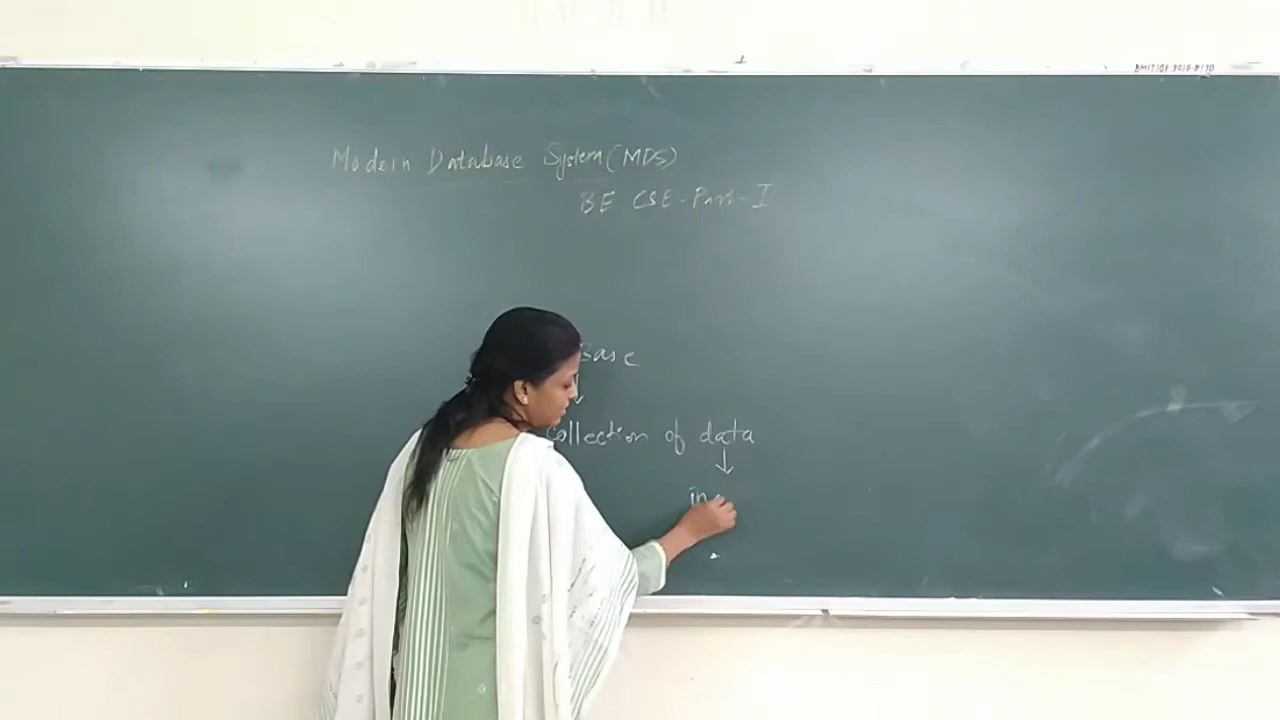 Modern Database System (MDS)
BE CSE-Part-I
Base
Collection of data
in